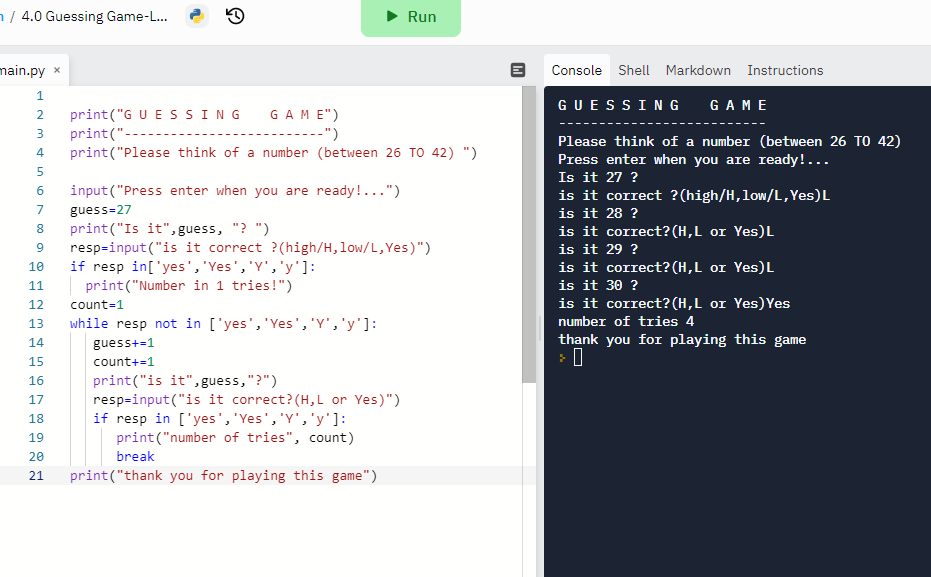 / 4.0 Guessing Game-L...
Run
main.py ×
Console Shell Markdown Instructions
1
2 print("G U E S S I N G    G A M E")
3 print("--------------------------")
4 print("Please think of a number (between 26 TO 42) ")
5
6 input("Press enter when you are ready!...")
7 guess=27
8 print("Is it",guess, "? ")
9 resp=input("is it correct ?(high/H,low/L,Yes)")
10 if resp in['yes','Yes','Y','y']:
11   print("Number in 1 tries!")
12 count=1
13 while resp not in ['yes','Yes','Y','y']:
14    guess+=1
15    count+=1
16    print("is it",guess,"?")
17    resp=input("is it correct?(H,L or Yes)")
18    if resp in ['yes','Yes','Y','y']:
19       print("number of tries", count)
20       break
21 print("thank you for playing this game")
G U E S S I N G    G A M E
--------------------------
Please think of a number (between 26 TO 42)
Press enter when you are ready!...
Is it 27 ?
is it correct ?(high/H,low/L,Yes)L
is it 28 ?
is it correct?(H,L or Yes)L
is it 29 ?
is it correct?(H,L or Yes)L
is it 30 ?
is it correct?(H,L or Yes)Yes
number of tries 4
thank you for playing this game